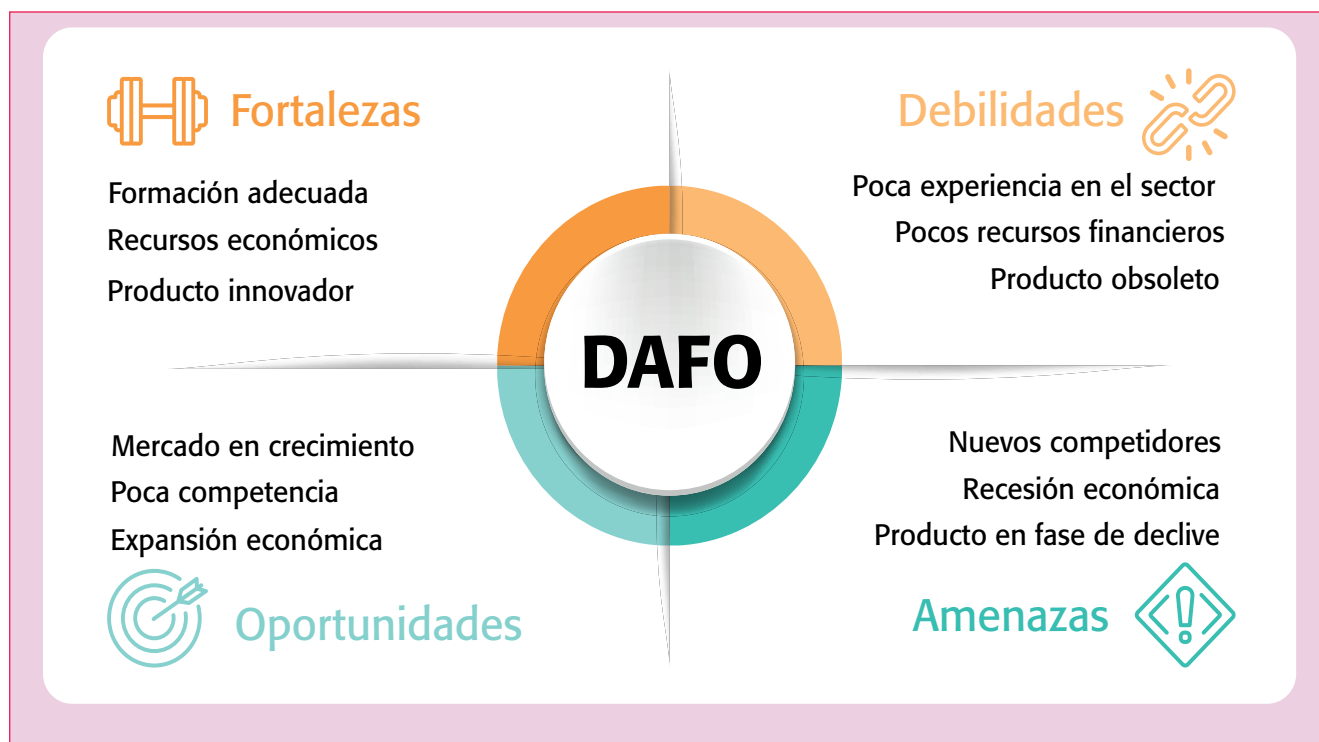 Fortalezas
Formación adecuada
Recursos económicos
Producto innovador
Debilidades
Poca experiencia en el sector
Pocos recursos financieros
Producto obsoleto
DAFO
Mercado en crecimiento
Poca competencia
Expansión económica
Oportunidades
Nuevos competidores
Recesión económica
Producto en fase de declive
Amenazas